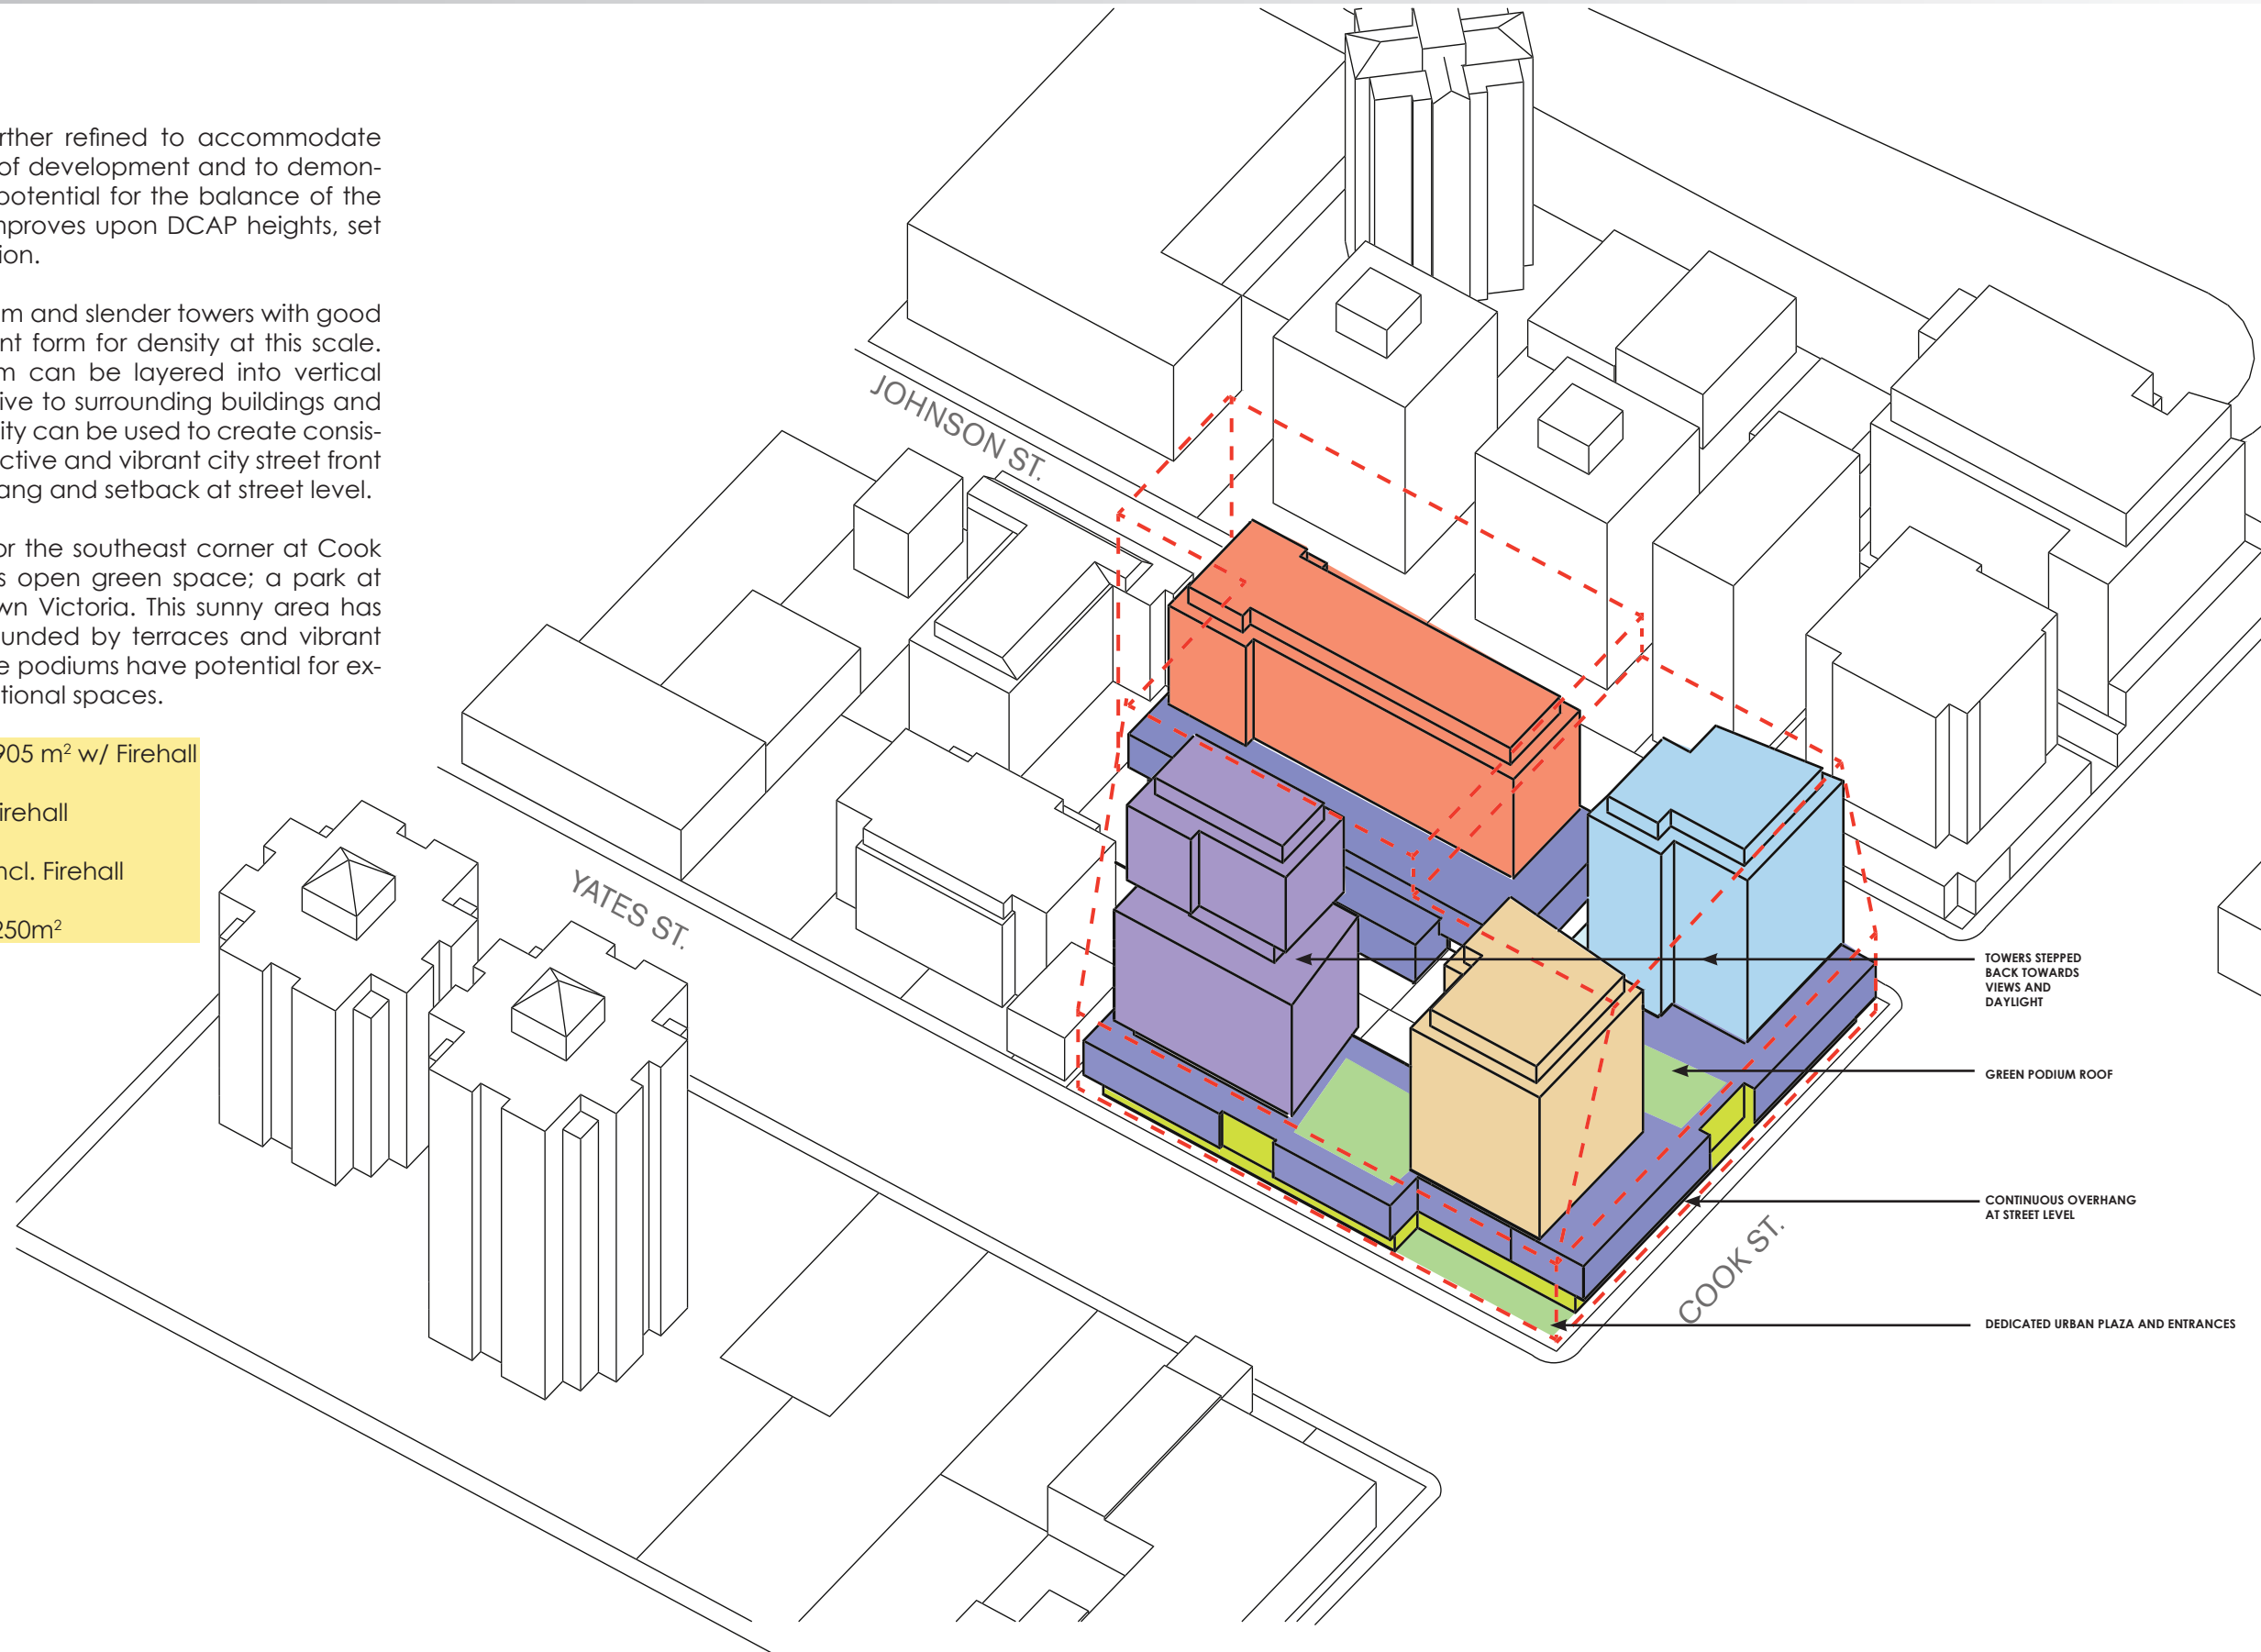 rther refined to accommodate
of development and to demon-
potential for the balance of the
nproves upon DCAP heights, set
ion.
m and slender towers with good
nt form for density at this scale.
m can be layered into vertical
ive to surrounding buildings and
ity can be used to create consis-
ctive and vibrant city street front
ang and setback at street level.
or the southeast corner at Cook
s open green space; a park at
wn Victoria. This sunny area has
unded by terraces and vibrant
e podiums have potential for ex-
tional spaces.
905 m² w/ Firehall
irehall
ncl. Firehall
250m²
JOHNSON ST.
YATES ST.
COOK ST.
TOWERS STEPPED
BACK TOWARDS
VIEWS AND
DAYLIGHT
GREEN PODIUM ROOF
CONTINUOUS OVERHANG
AT STREET LEVEL
DEDICATED URBAN PLAZA AND ENTRANCES